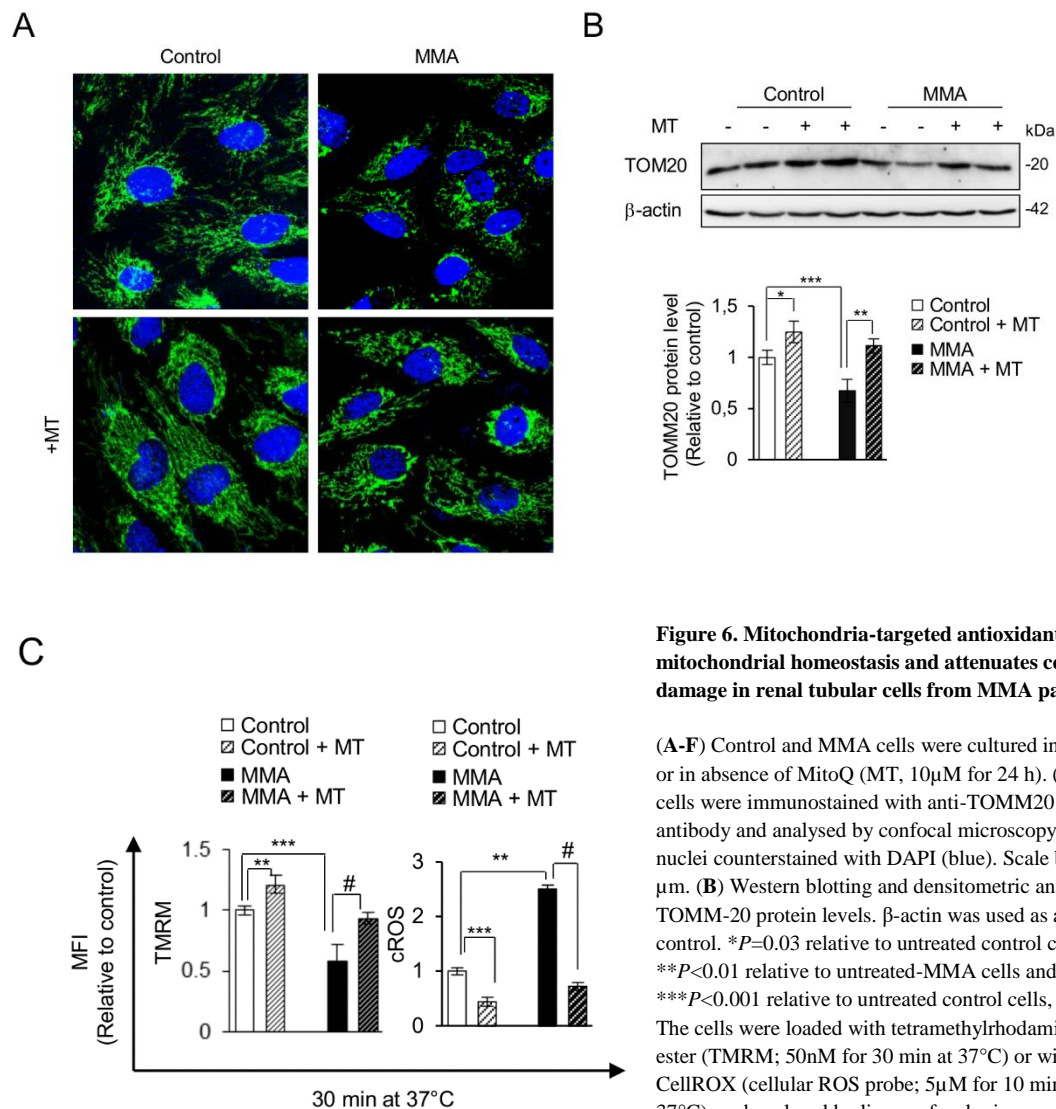 A
Control MMA
+MT
B
Control MMA
MT - - + + - - + + kDa
TOM20 -20
β-actin -42
TOMM20 protein level
(Relative to control)
1,5
1
0,5
0
***
*
**
Control
Control + MT
MMA
MMA + MT
C
Control
Control + MT
MMA
MMA + MT
Control
Control + MT
MMA
MMA + MT
MFI
(Relative to control)
TMRM
1.5
1
0.5
0
***
**
#
cROS
3
2
1
0
**
***
#
30 min at 37°C
Figure 6. Mitochondria-targeted antioxidant
mitochondrial homeostasis and attenuates
damage in renal tubular cells from MMA
(A-F) Control and MMA cells were cultured
or in absence of MitoQ (MT, 10µM for 24 h). (
cells were immunostained with anti-TOMM20
antibody and analysed by confocal microscopy
nuclei counterstained with DAPI (blue). Scale
µm. (B) Western blotting and densitometric
TOMM-20 protein levels. β-actin was used as
control. *P=0.03 relative to untreated control
**P<0.01 relative to untreated-MMA cells and
***P<0.001 relative to untreated control cells,
The cells were loaded with
ester (TMRM; 50nM for 30 min at 37°C) or
CellROX (cellular ROS probe; 5µM for 10 min